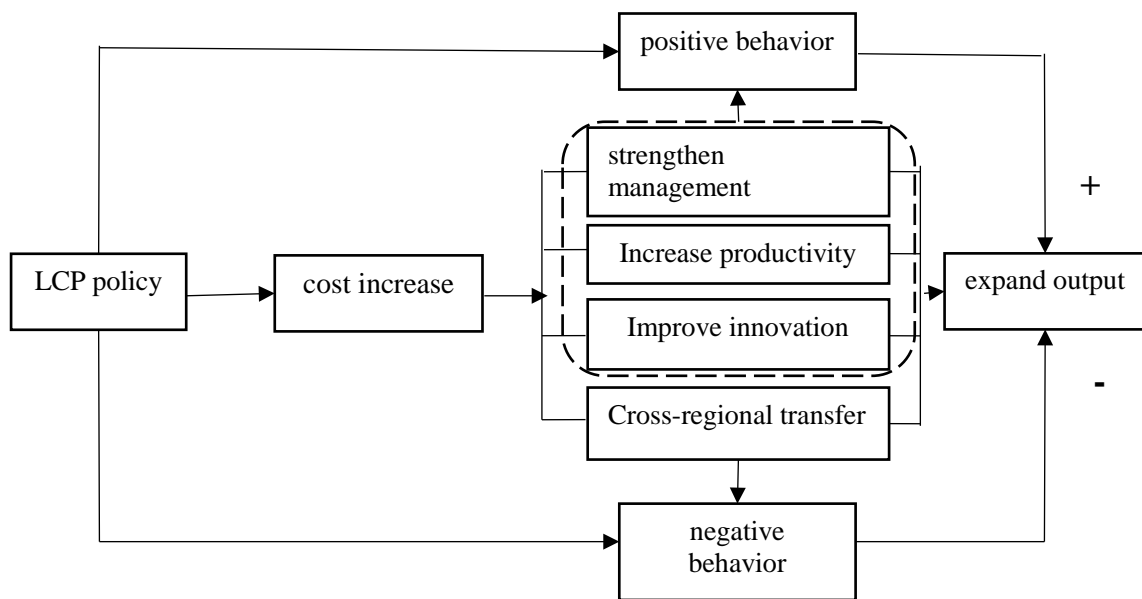 positive behavior
strengthen
management
+
Increase productivity
LCP policy
cost increase
expand output
Improve innovation
-
Cross-regional transfer
negative
behavior